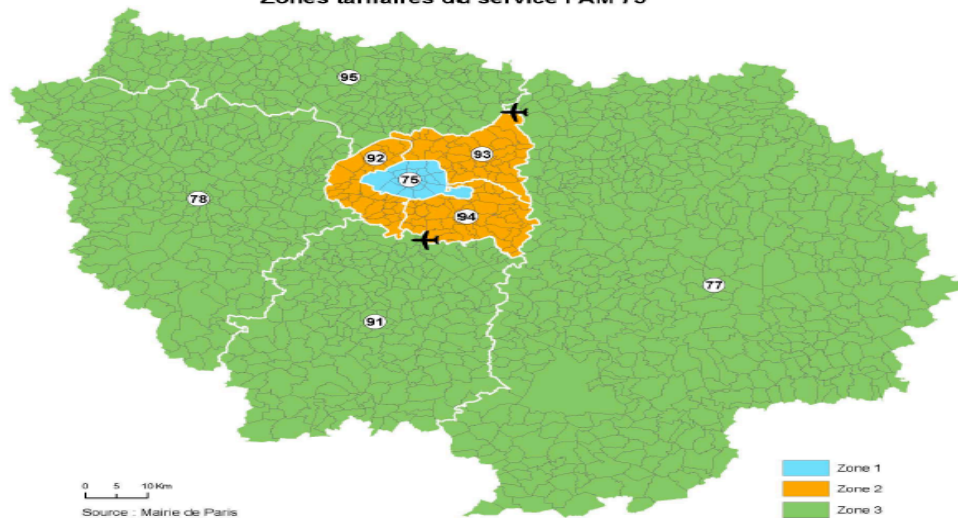 Zones tarifaires du service PAM 75
95
92
93
75
78
94
77
91
0 5 10 Km
Source : Mairie de Paris
Zone 1
Zone 2
Zone 3